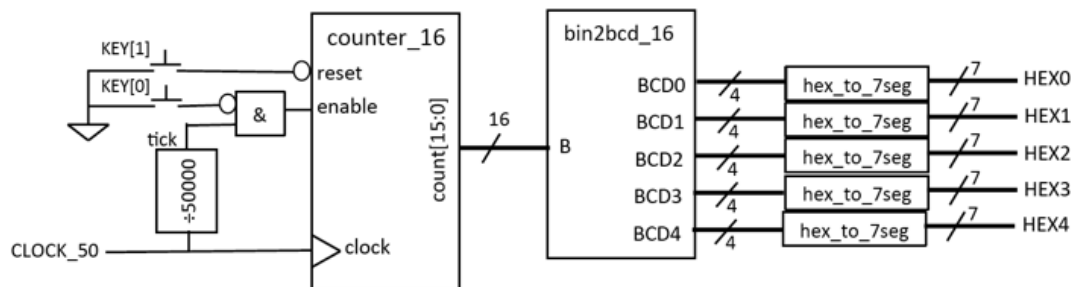 counter_16
bin2bcd_16
KEY[1]
reset
KEY[0]
enable
&
tick
÷50000
count[15:0]
16
B
CLOCK_50
clock
BCD0
4
hex_to_7seg
7
HEX0
BCD1
4
hex_to_7seg
7
HEX1
BCD2
4
hex_to_7seg
7
HEX2
BCD3
4
hex_to_7seg
7
HEX3
BCD4
4
hex_to_7seg
7
HEX4